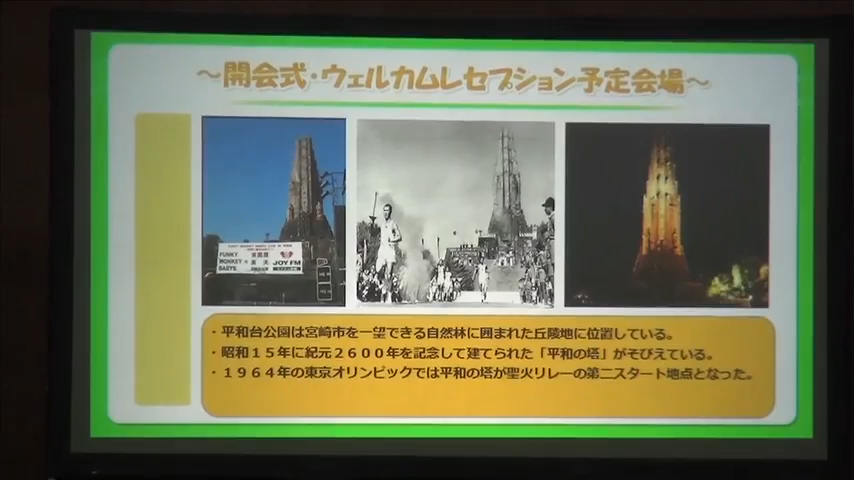 ～開会式・ウェルカムレセプション予定会場～
FUNKY
MONKEY
BABYS
JOY FM
・平和台公園は宮崎市を一望できる自然林に囲まれた丘陵地に位置している。
・昭和１５年に紀元２６００年を記念して建てられた「平和の塔」がそびえている。
・１９６４年の東京オリンピックでは平和の塔が聖火リレーの第二スタート地点となった。